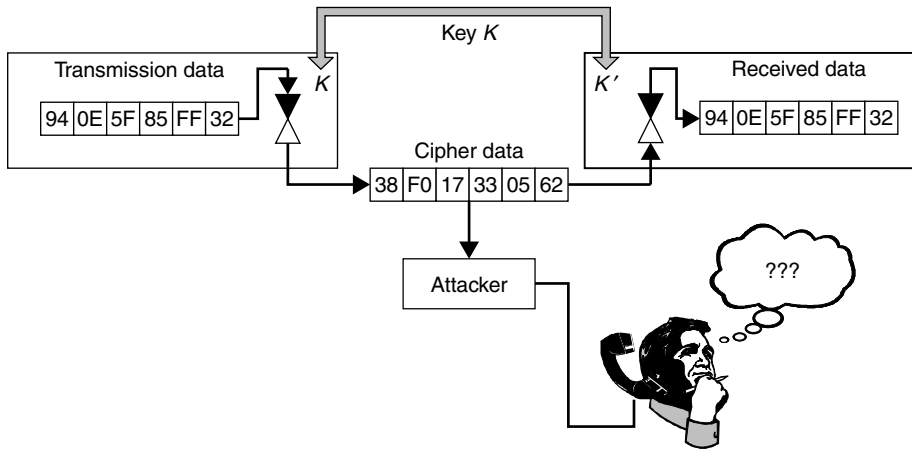 Key K
Transmission data
K
K′
Received data
94 0E 5F 85 FF 32
94 0E 5F 85 FF 32
Cipher data
38 F0 17 33 05 62
Attacker
???